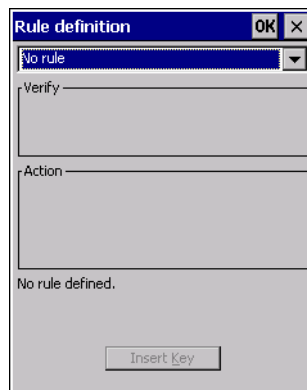 Rule definition OK ×
No rule
Verify
Action
No rule defined.
Insert Key